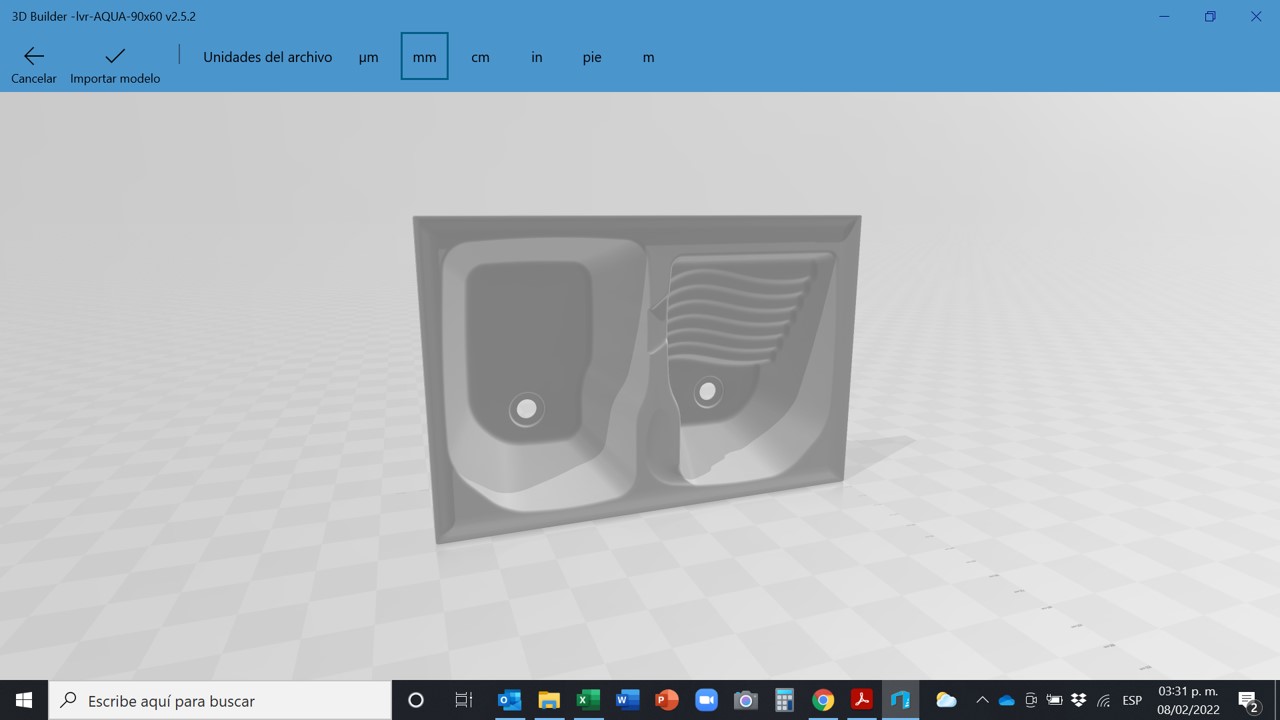 3D Builder -lvr-AQUA-90x60 v2.5.2
Cancelar
Importar modelo
Unidades del archivo
µm
mm
cm
in
pie
m
Escribe aquí para buscar
ESP
03:31 p. m.
08/02/2022
2